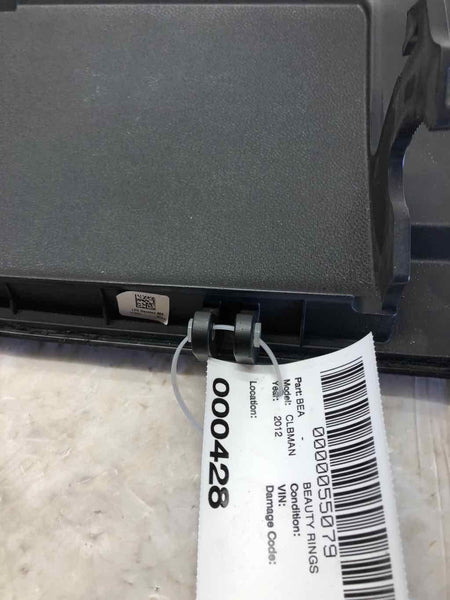 0000055079
Part: BEA - BEAUTY RINGS
Model: CLBMAN Condition:
Year: 2012 VIN:
Damage Code:
Location:
000428